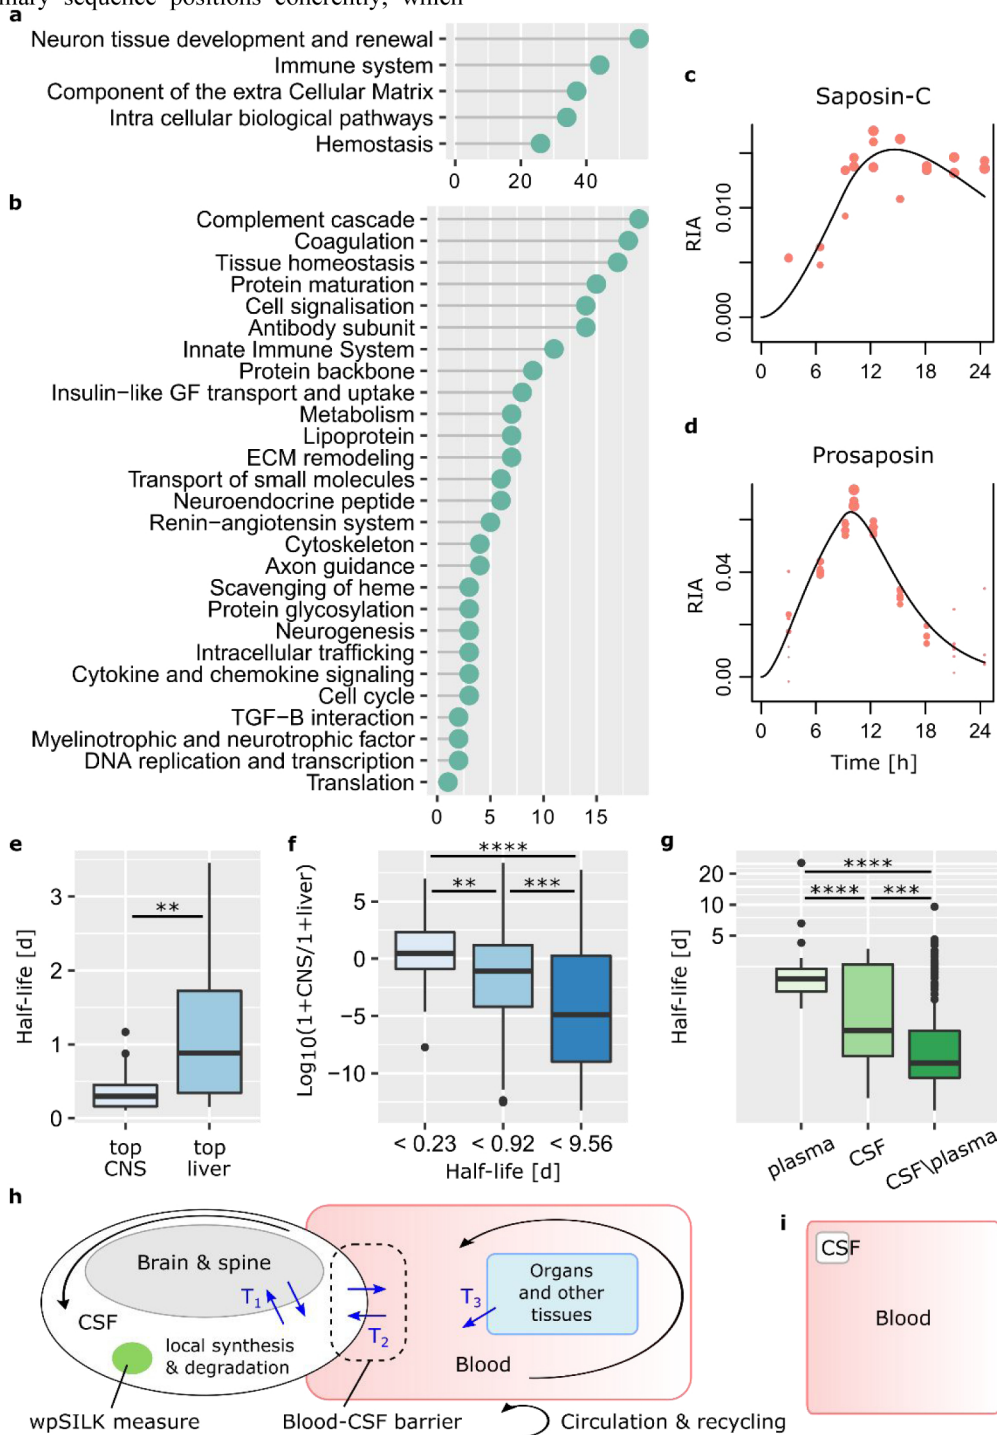 mary sequence positions coherently, which
a
Neuron tissue development and renewal
Immune system
Component of the extra Cellular Matrix
Intra cellular biological pathways
Hemostasis
0 20 40
b
Complement cascade
Coagulation
Tissue homeostasis
Protein maturation
Cell signalisation
Antibody subunit
Innate Immune System
Protein backbone
Insulin−like GF transport and uptake
Metabolism
Lipoprotein
ECM remodeling
Transport of small molecules
Neuroendocrine peptide
Renin−angiotensin system
Cytoskeleton
Axon guidance
Scavenging of heme
Protein glycosylation
Neurogenesis
Intracellular trafficking
Cytokine and chemokine signaling
Cell cycle
TGF−B interaction
Myelinotrophic and neurotrophic factor
DNA replication and transcription
Translation
0 5 10 15
c
Saposin-C
RIA
0.010
0.000
0 6 12 18 24
d
Prosaposin
RIA
0.04
0.00
0 6 12 18 24
Time [h]
e
Half-life [d]
3
2
1
0
**
top CNS
top liver
f
Log10(1+CNS/1+liver)
5
0
−5
−10
****
** ***
< 0.23 < 0.92 < 9.56
Half-life [d]
g
Half-life [d]
20
10
5
****
**** ***
plasma
CSF
CSF\plasma
h
Brain & spine
CSF
T1
local synthesis
& degradation
wpSILK measure
T2
Blood-CSF barrier
T3
Organs
and other
tissues
Blood
Circulation & recycling
i
CSF
Blood